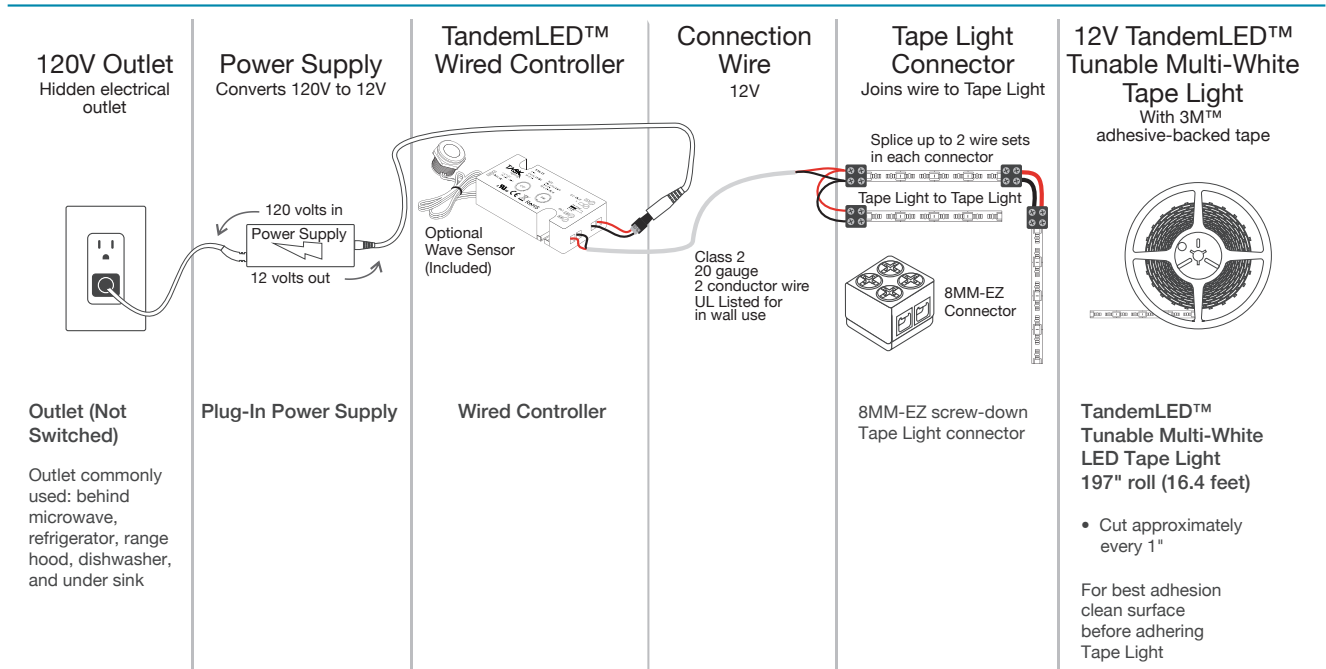 120V Outlet
Hidden electrical
outlet
Power Supply
Converts 120V to 12V
TandemLED™
Wired Controller
Connection
Wire
12V
Tape Light
Connector
Joins wire to Tape Light
12V TandemLED™
Tunable Multi-White
Tape Light
With 3M™
adhesive-backed tape
120 volts in
Power Supply
12 volts out
Optional
Wave Sensor
(Included)
Class 2
20 gauge
2 conductor wire
UL Listed for
in wall use
Splice up to 2 wire sets
in each connector
Tape Light to Tape Light
8MM-EZ
Connector
Outlet (Not
Switched)
Outlet commonly
used: behind
microwave,
refrigerator, range
hood, dishwasher,
and under sink
Plug-In Power Supply
Wired Controller
8MM-EZ screw-down
Tape Light connector
TandemLED™
Tunable Multi-White
LED Tape Light
197" roll (16.4 feet)
• Cut approximately
every 1"
For best adhesion
clean surface
before adhering
Tape Light